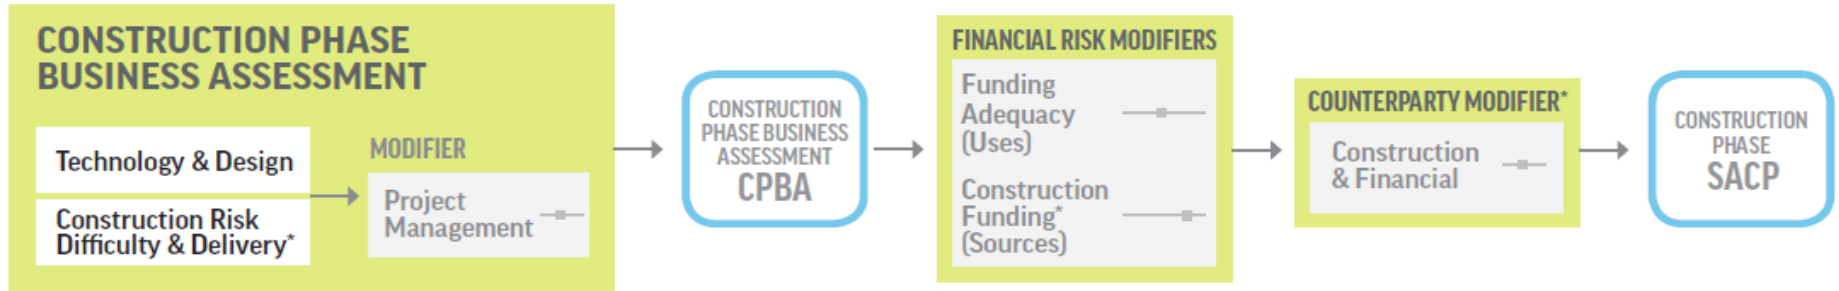 CONSTRUCTION PHASE
BUSINESS ASSESSMENT
Technology & Design
Construction Risk
Difficulty & Delivery*
MODIFIER
Project
Management
CONSTRUCTION
PHASE BUSINESS
ASSESSMENT
CPBA
FINANCIAL RISK MODIFIERS
Funding
Adequacy
(Uses)
Construction
Funding*
(Sources)
COUNTERPARTY MODIFIER*
Construction
& Financial
CONSTRUCTION
PHASE
SACP